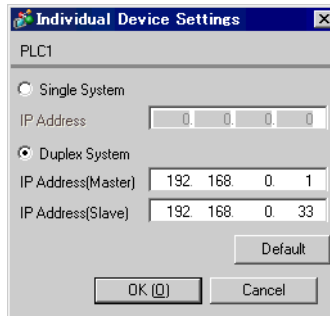 Individual Device Settings
PLC1
Single System
IP Address 0. 0. 0. 0
Duplex System
IP Address(Master) 192. 168. 0. 1
IP Address(Slave) 192. 168. 0. 33
Default
OK (O) Cancel